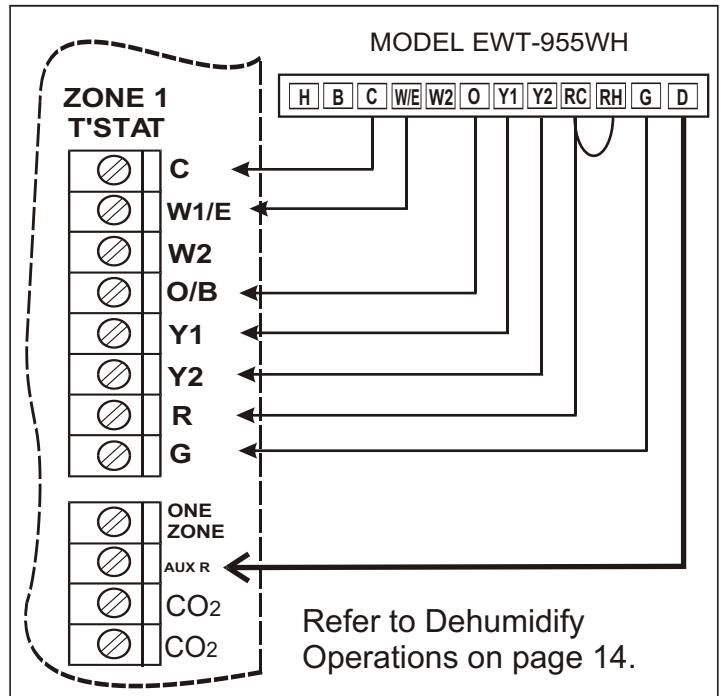 MODEL EWT-955WH
H B C W/E W2 O Y1 Y2 RC RH G D
ZONE 1
T'STAT
C
W1/E
W2
O/B
Y1
Y2
R
G
ONE
ZONE
AUX R
CO2
CO2
Refer to Dehumidify
Operations on page 14.